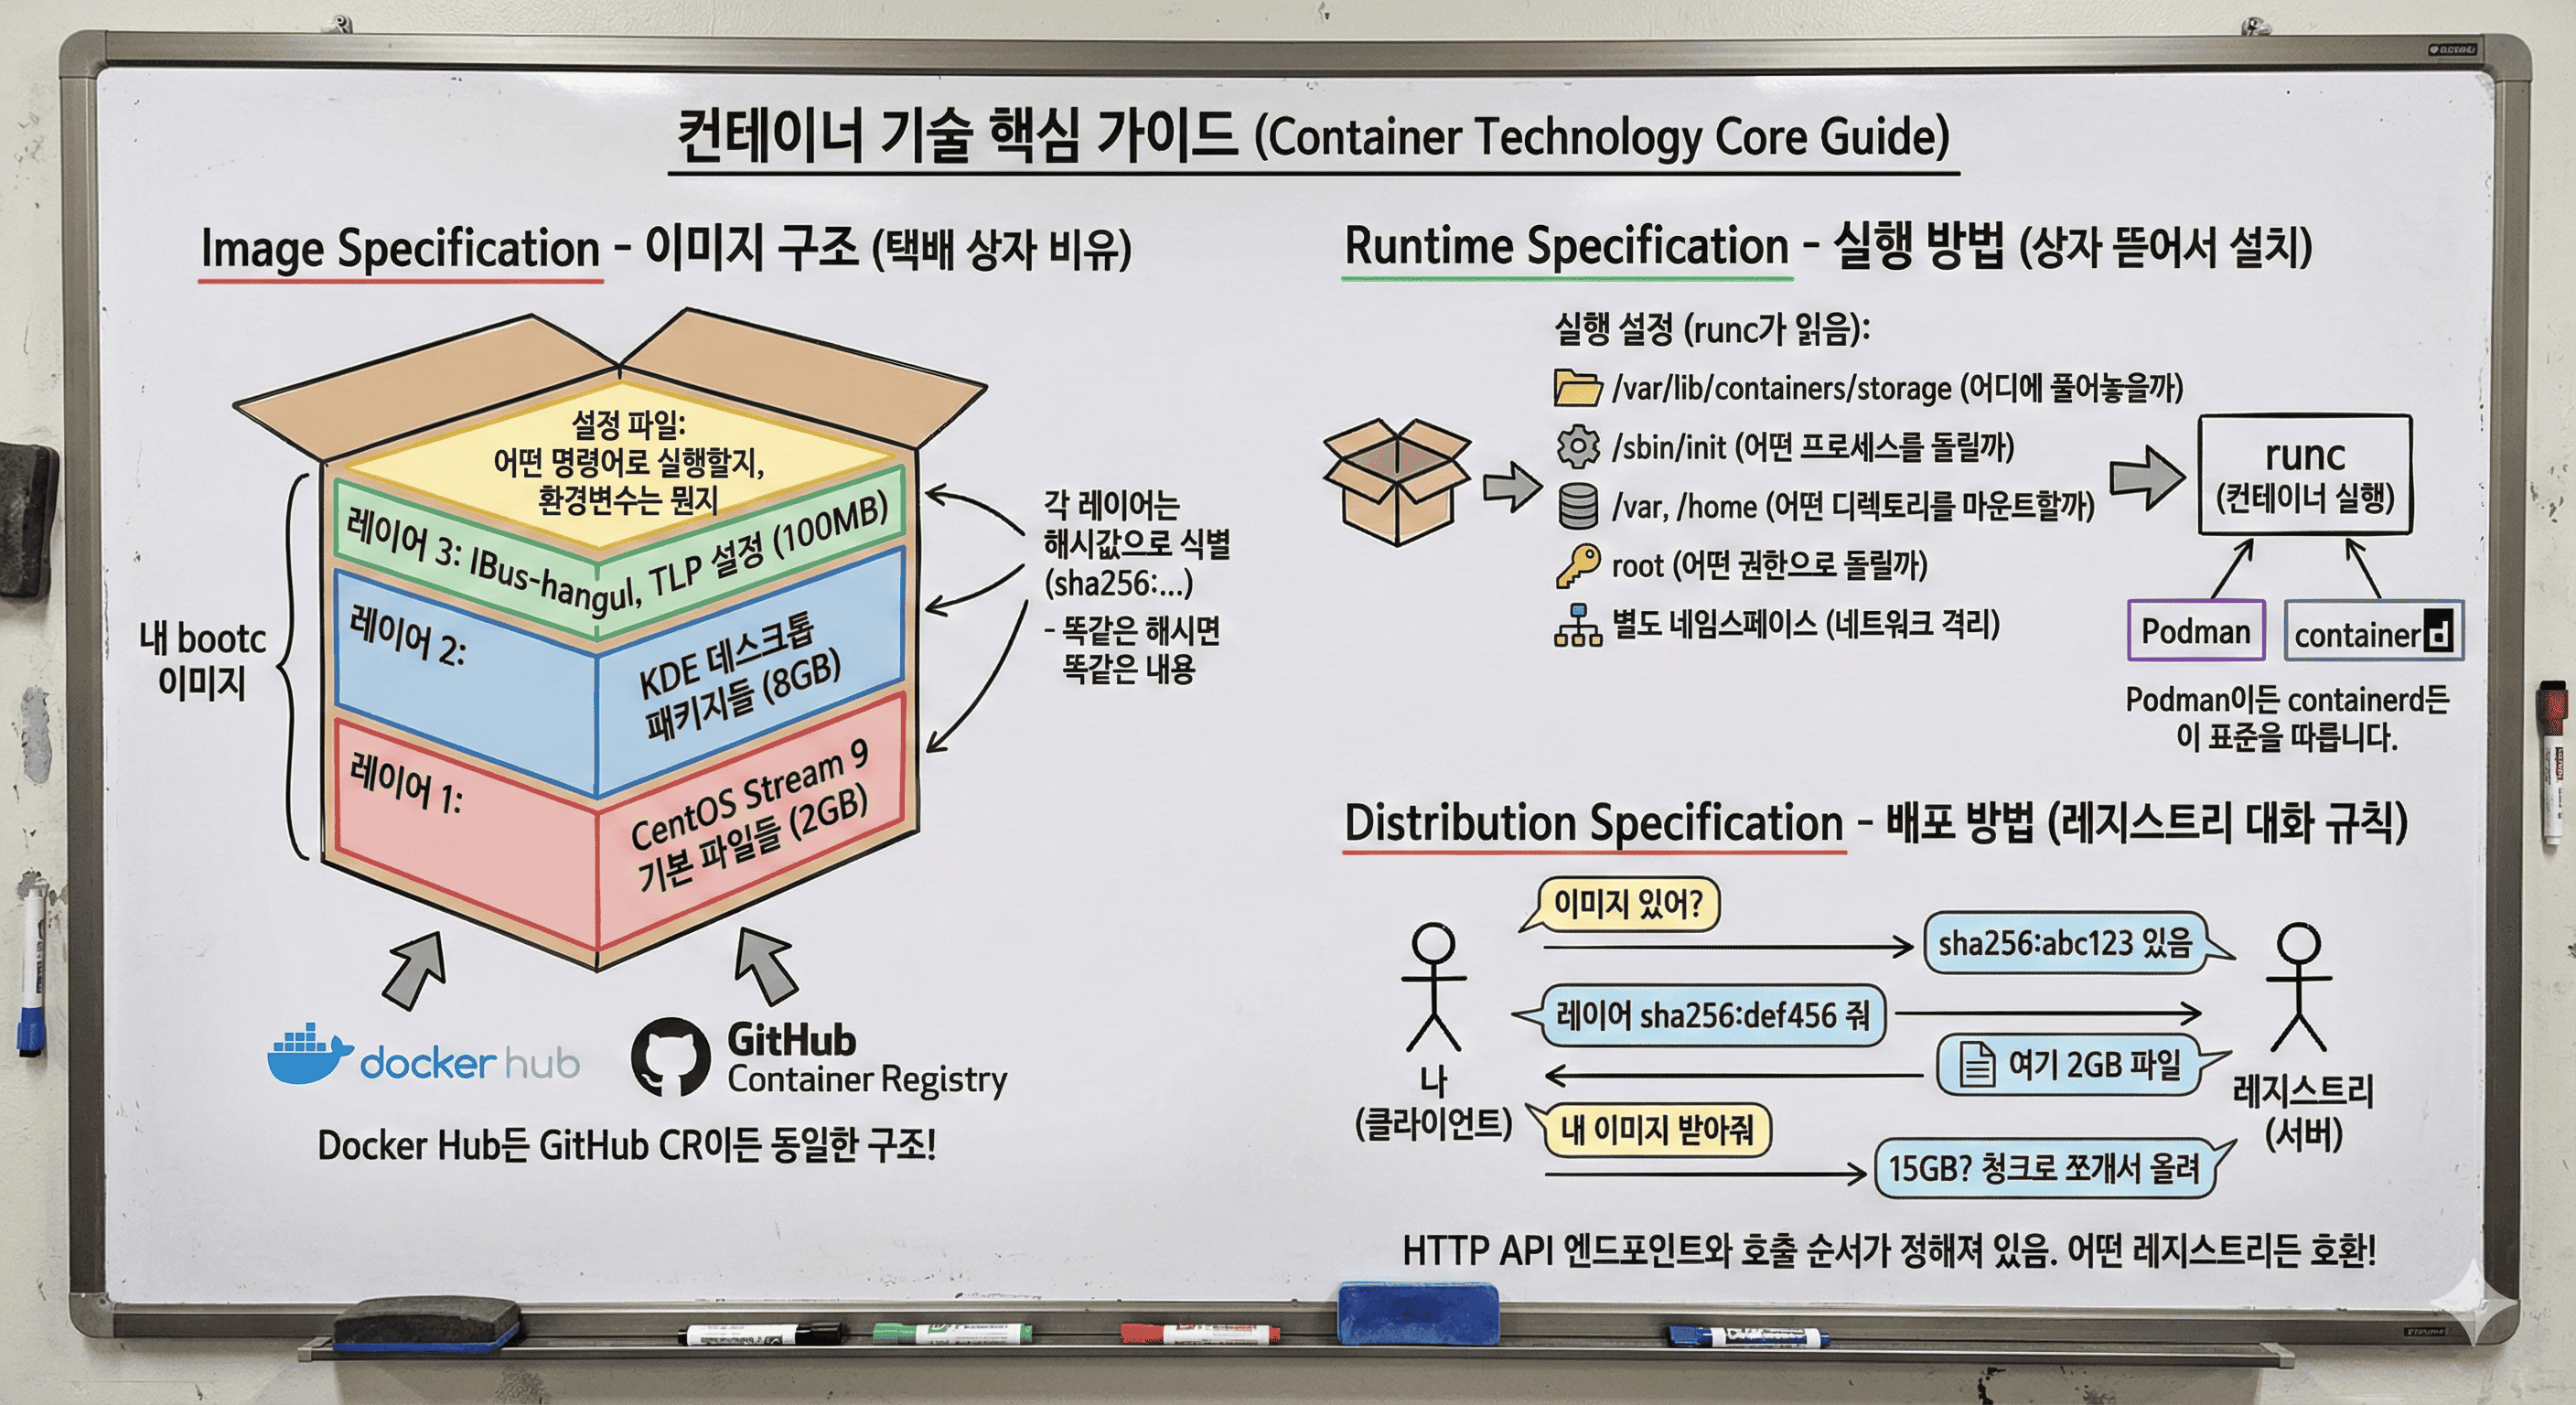 컨테이너 기술 핵심 가이드 (Container Technology Core Guide)
Image Specification - 이미지 구조 (택배 상자 비유)
설정 파일:
어떤 명령어로 실행할지,
환경변수는 뭔지
레이어 3: IBus-hangul, TLP 설정 (100MB)
레이어 2:
KDE 데스크톱
패키지들 (8GB)
레이어 1:
CentOS Stream 9
기본 파일들 (2GB)
내 bootc
이미지
각 레이어는
해시값으로 식별
(sha256:...)
- 똑같은 해시면
똑같은 내용
docker hub
GitHub
Container Registry
Docker Hub든 GitHub CR이든 동일한 구조!
Runtime Specification - 실행 방법 (상자 뜯어서 설치)
실행 설정 (runc가 읽음):
/var/lib/containers/storage (어디에 풀어놓을까)
/sbin/init (어떤 프로세스를 돌릴까)
/var, /home (어떤 디렉토리를 마운트할까)
root (어떤 권한으로 돌릴까)
별도 네임스페이스 (네트워크 격리)
runc
(컨테이너 실행)
Podman
containerd
Podman이든 containerd든
이 표준을 따릅니다.
Distribution Specification - 배포 방법 (레지스트리 대화 규칙)
이미지 있어?
sha256:abc123 있음
레이어 sha256:def456 줘
여기 2GB 파일
내 이미지 받아줘
15GB? 청크로 쪼개서 올려
나
(클라이언트)
레지스트리
(서버)
HTTP API 엔드포인트와 호출 순서가 정해져 있음. 어떤 레지스트리든 호환!